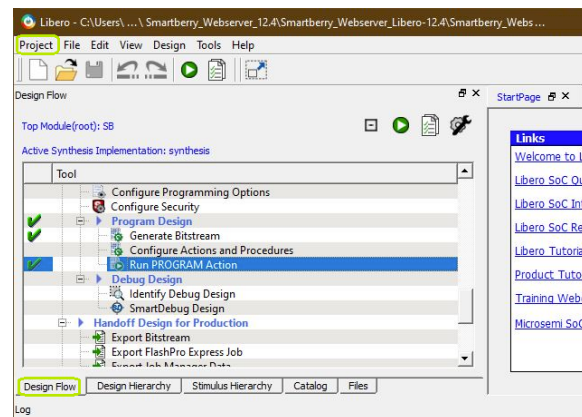 Libero - C:\Users\ ...\ Smartberry_Webserver_12.4\Smartberry_Webserver_Libero-12.4\Smartberry_Webs...
Project File Edit View Design Tools Help
Design Flow
StartPage
Top Module(root): SB
Active Synthesis Implementation: synthesis
Tool
Configure Programming Options
Configure Security
Program Design
Generate Bitstream
Configure Actions and Procedures
Run PROGRAM Action
Debug Design
Identify Debug Design
SmartDebug Design
Handoff Design for Production
Export Bitstream
Export FlashPro Express Job
Export Job Manager Data
Design Flow Design Hierarchy Stimulus Hierarchy Catalog Files
Log
Links
Welcome to L
Libero SoC Qu
Libero SoC Int
Libero SoC Re
Libero Tutoria
Product Tuto
Training Web
Microsemi SoC